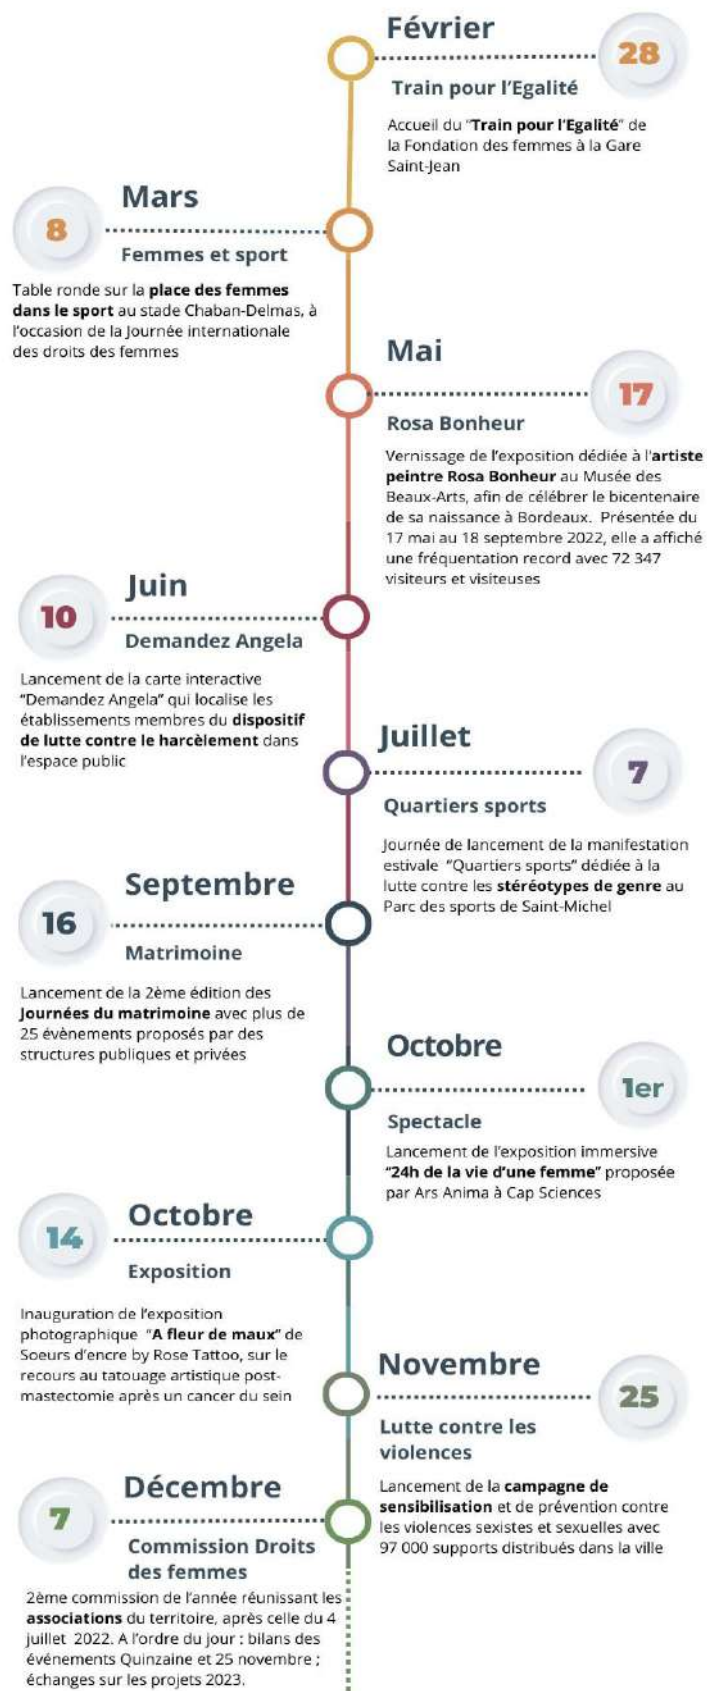 Février
28
Train pour l'Egalité
Accueil du "Train pour l'Egalité" de
la Fondation des femmes à la Gare
Saint-Jean
Mars
8
Femmes et sport
Table ronde sur la place des femmes
dans le sport au stade Chaban-Delmas, à
l'occasion de la Journée internationale
des droits des femmes
Mai
17
Rosa Bonheur
Vernissage de l'exposition dédiée à l'artiste
peintre Rosa Bonheur au Musée des
Beaux-Arts, afin de célébrer le bicentenaire
de sa naissance à Bordeaux. Présentée du
17 mai au 18 septembre 2022, elle a affiché
une fréquentation record avec 72 347
visiteurs et visiteuses
Juin
10
Demandez Angela
Lancement de la carte interactive
"Demandez Angela" qui localise les
établissements membres du dispositif
de lutte contre le harcèlement dans
l'espace public
Juillet
7
Quartiers sports
Journée de lancement de la manifestation
estivale "Quartiers sports" dédiée à la
lutte contre les stéréotypes de genre au
Parc des sports de Saint-Michel
Septembre
16
Matrimoine
Lancement de la 2ème édition des
Journées du matrimoine avec plus de
25 évènements proposés par des
structures publiques et privées
Octobre
1er
Spectacle
Lancement de l'exposition immersive
"24h de la vie d'une femme" proposée
par Ars Anima à Cap Sciences
Octobre
14
Exposition
Inauguration de l'exposition
photographique "A fleur de maux" de
Soeurs d'encre by Rose Tattoo, sur le
recours au tatouage artistique post-
mastectomie après un cancer du sein
Novembre
25
Lutte contre les
violences
Lancement de la campagne de
sensibilisation et de prévention contre
les violences sexistes et sexuelles avec
97 000 supports distribués dans la ville
Décembre
7
Commission Droits
des femmes
2ème commission de l'année réunissant les
associations du territoire, après celle du 4
juillet 2022. A l'ordre du jour : bilans des
événements Quinzaine et 25 novembre ;
échanges sur les projets 2023.